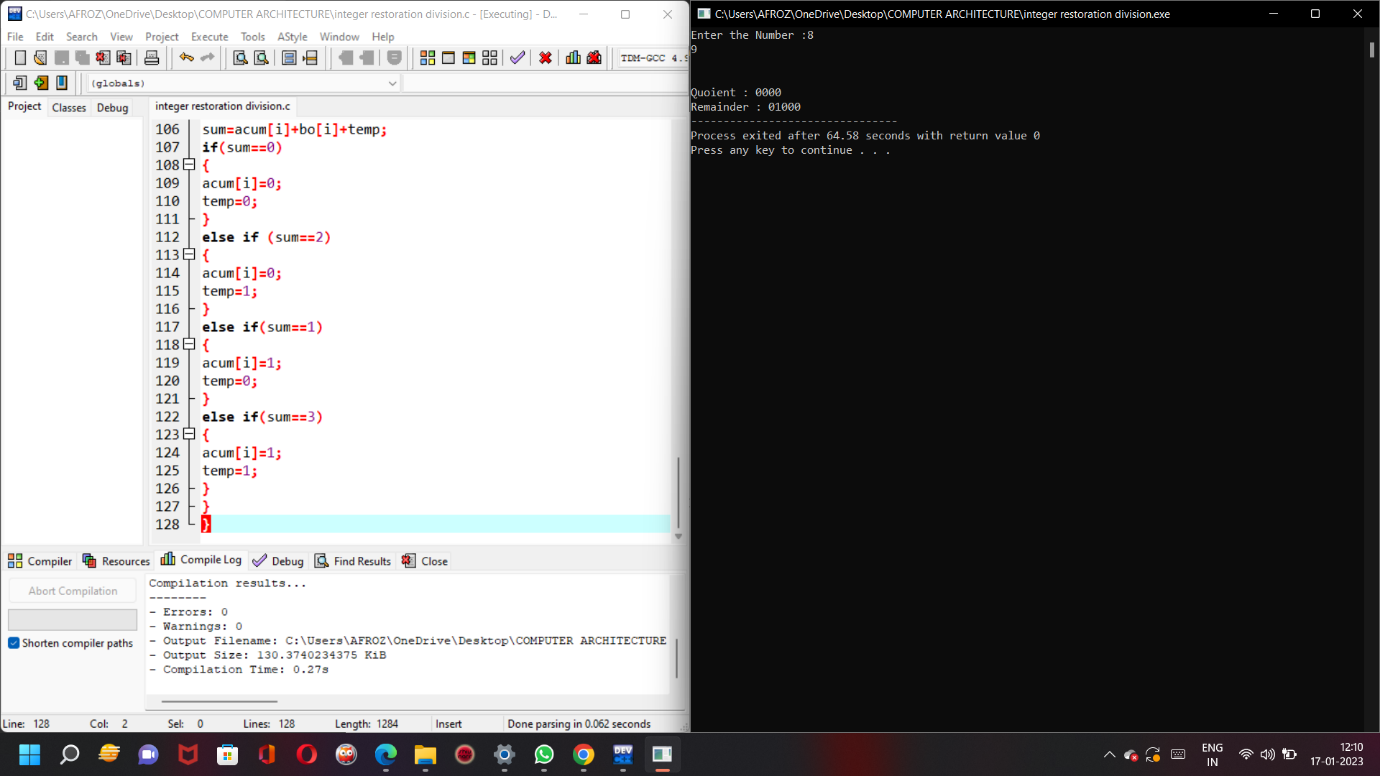 C:\Users\AFROZ\OneDrive\Desktop\COMPUTER ARCHITECTURE\integer restoration division.c - [Executing] - D...
File Edit Search View Project Execute Tools AStyle Window Help
TDM-GCC 4.9
(globals)
Project Classes Debug
integer restoration division.c
106 sum=acum[i]+bo[i]+temp;
107 if(sum==0)
108 {
109 acum[i]=0;
110 temp=0;
111 }
112 else if (sum==2)
113 {
114 acum[i]=0;
115 temp=1;
116 }
117 else if(sum==1)
118 {
119 acum[i]=1;
120 temp=0;
121 }
122 else if(sum==3)
123 {
124 acum[i]=1;
125 temp=1;
126 }
127 }
128 }
Compiler Resources Compile Log Debug Find Results Close
Abort Compilation
Shorten compiler paths
Compilation results...
--------
- Errors: 0
- Warnings: 0
- Output Filename: C:\Users\AFROZ\OneDrive\Desktop\COMPUTER ARCHITECTURE
- Output Size: 130.3740234375 KiB
- Compilation Time: 0.27s
Line: 128 Col: 2 Sel: 0 Lines: 128 Length: 1284 Insert Done parsing in 0.062 seconds
C:\Users\AFROZ\OneDrive\Desktop\COMPUTER ARCHITECTURE\integer restoration division.exe
Enter the Number :8
9
Quoient : 0000
Remainder : 01000
--------------------------------
Process exited after 64.58 seconds with return value 0
Press any key to continue . . .
DEV
ENG
IN
12:10
17-01-2023